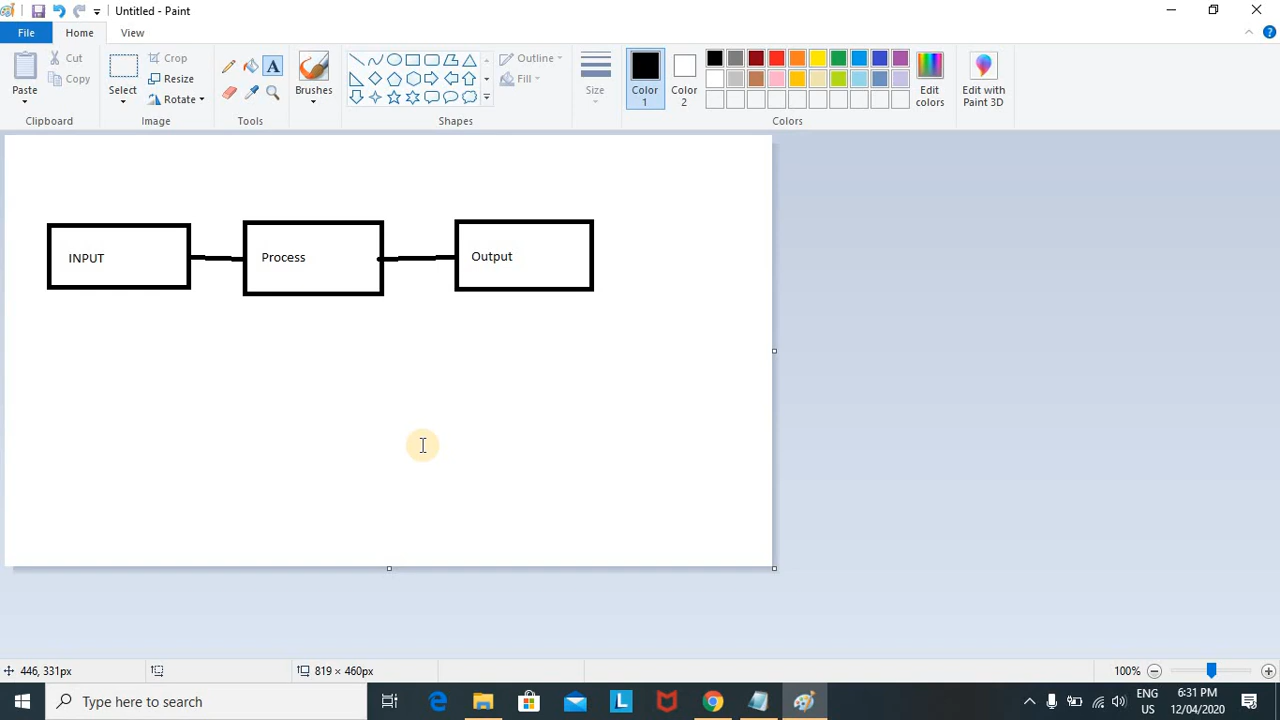 Untitled - Paint
File Home View
Paste
Cut
Copy
Clipboard
Select
Crop
Resize
Rotate
Image
A
Tools
Brushes
Shapes
Outline
Fill
Size
Color 1
Color 2
Colors
Edit colors
Edit with Paint 3D
INPUT
Process
Output
446, 331px
819 × 460px
100%
Type here to search
ENG
US
6:31 PM
12/04/2020